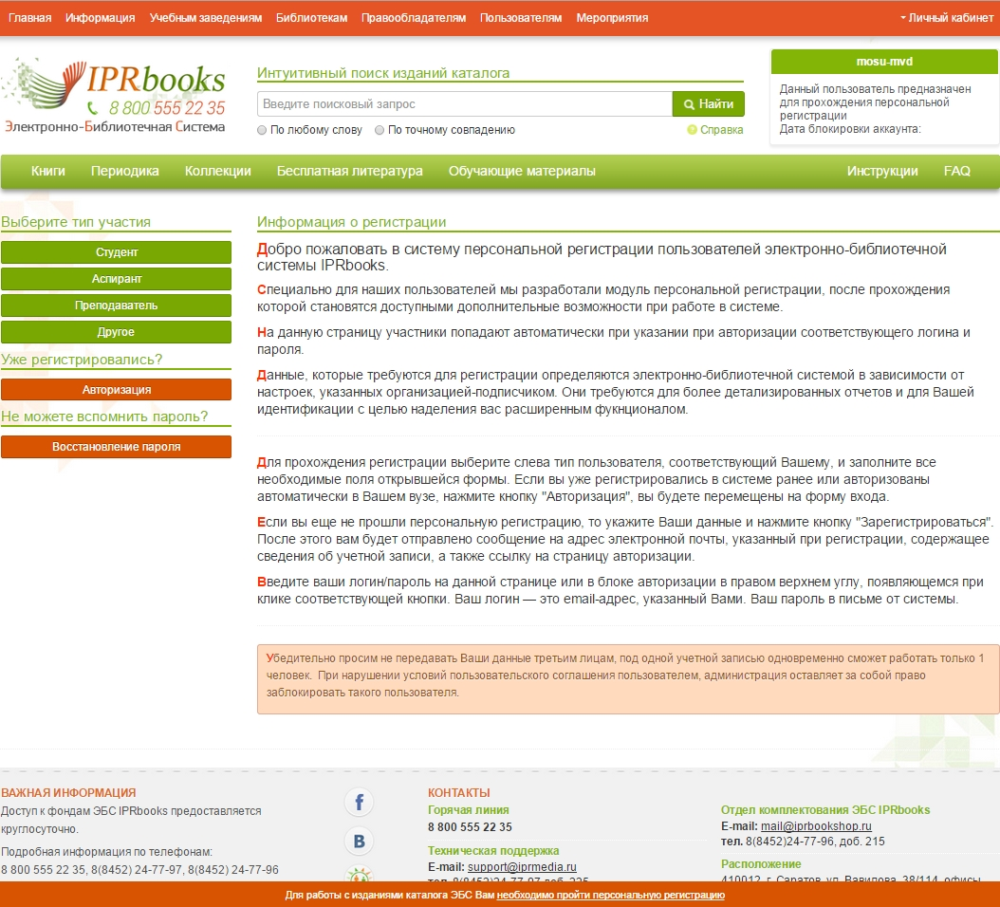 Главная Информация Учебным заведениям Библиотекам Правообладателям Пользователям Мероприятия Личный кабинет
IPRbooks
8 800 555 22 35
Электронно-Библиотечная Система
Интуитивный поиск изданий каталога
Введите поисковый запрос Найти
По любому слову По точному совпадению Справка
mosu-mvd
Данный пользователь предназначен
для прохождения персональной
регистрации
Дата блокировки аккаунта:
Книги Периодика Коллекции Бесплатная литература Обучающие материалы Инструкции FAQ
Выберите тип участия
Студент
Аспирант
Преподаватель
Другое
Уже регистрировались?
Авторизация
Не можете вспомнить пароль?
Восстановление пароля
Информация о регистрации
Добро пожаловать в систему персональной регистрации пользователей электронно-библиотечной
системы IPRbooks.
Специально для наших пользователей мы разработали модуль персональной регистрации, после прохождения
которой становятся доступными дополнительные возможности при работе в системе.
На данную страницу участники попадают автоматически при указании при авторизации соответствующего логина и
пароля.
Данные, которые требуются для регистрации определяются электронно-библиотечной системой в зависимости от
настроек, указанных организацией-подписчиком. Они требуются для более детализированных отчетов и для Вашей
идентификации с целью наделения вас расширенным фукнционалом.
Для прохождения регистрации выберите слева тип пользователя, соответствующий Вашему, и заполните все
необходимые поля открывшейся формы. Если вы уже регистрировались в системе ранее или авторизованы
автоматически в Вашем вузе, нажмите кнопку "Авторизация", вы будете перемещены на форму входа.
Если вы еще не прошли персональную регистрацию, то укажите Ваши данные и нажмите кнопку "Зарегистрироваться".
После этого вам будет отправлено сообщение на адрес электронной почты, указанный при регистрации, содержащее
сведения об учетной записи, а также ссылку на страницу авторизации.
Введите ваши логин/пароль на данной странице или в блоке авторизации в правом верхнем углу, появляющемся при
клике соответствующей кнопки. Ваш логин — это email-адрес, указанный Вами. Ваш пароль в письме от системы.
Убедительно просим не передавать Ваши данные третьим лицам, под одной учетной записью одновременно сможет работать только 1
человек. При нарушении условий пользовательского соглашения пользователем, администрация оставляет за собой право
заблокировать такого пользователя.
ВАЖНАЯ ИНФОРМАЦИЯ
Доступ к фондам ЭБС IPRbooks предоставляется
круглосуточно.
Подробная информация по телефонам:
8 800 555 22 35, 8(8452) 24-77-97, 8(8452) 24-77-96
f
В
КОНТАКТЫ
Горячая линия
8 800 555 22 35
Техническая поддержка
E-mail: support@iprmedia.ru
тел. 8(8452)24-77-97 доб. 225
Отдел комплектования ЭБС IPRbooks
E-mail: mail@iprbookshop.ru
тел. 8(8452)24-77-96, доб. 215
Расположение
410012, г. Саратов, ул. Вавилова, 38/114, офисы
Для работы с изданиями каталога ЭБС Вам необходимо пройти персональную регистрацию